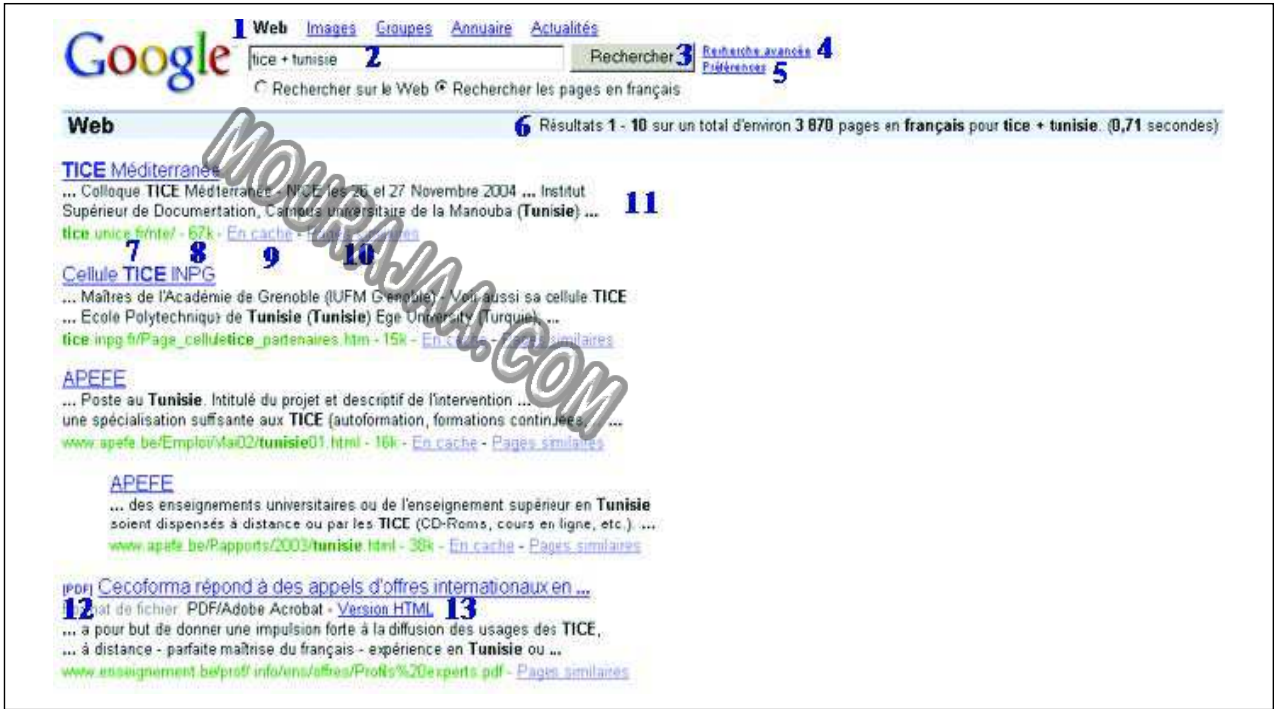 1 Web Images Groupes Annuaire Actualités
Google
tice + tunisie 2 Rechercher 3 Recherche avancée 4
Préférences 5
Rechercher sur le Web Rechercher les pages en français
Web 6 Résultats 1 - 10 sur un total d'environ 3 870 pages en français pour tice + tunisie. (0,71 secondes)
TICE Méditerranée
... Colloque TICE Méditerranée - NICE les 26 et 27 Novembre 2004 ... Institut
Supérieur de Documentation, Campus universitaire de la Manouba (Tunisie) ... 11
tice.unice.fr/nte/ - 67k - En cache - Pages similaires
7 8 9 10
Cellule TICE INPG
... Maîtres de l'Académie de Grenoble (IUFM Grenoble) - Voir aussi sa cellule TICE
... Ecole Polytechnique de Tunisie (Tunisie) Ege University (Turquie), ...
tice.inpg.fr/Page_celluletice_partenaires.htm - 15k - En cache - Pages similaires
APEFE
... Poste au Tunisie. Intitulé du projet et descriptif de l'intervention ...
une spécialisation suffisante aux TICE (autoformation, formations continuées, ... ...
www.apefe.be/Emploi/Mai02/tunisie01.html - 16k - En cache - Pages similaires
APEFE
... des enseignements universitaires ou de l'enseignement supérieur en Tunisie
soient dispensés à distance ou par les TICE (CD-Roms, cours en ligne, etc.). ...
www.apefe.be/Rapports/2003/tunisie.html - 38k - En cache - Pages similaires
[PDF] Cecoforma répond à des appels d'offres internationaux en ...
12 de fichier: PDF/Adobe Acrobat - Version HTML 13
... a pour but de donner une impulsion forte à la diffusion des usages des TICE,
... à distance - parfaite maîtrise du français - expérience en Tunisie ou ...
www.enseignement.be/prof/info/ens/offres/Profils%20experts.pdf - Pages similaires
MOURAJAA.COM